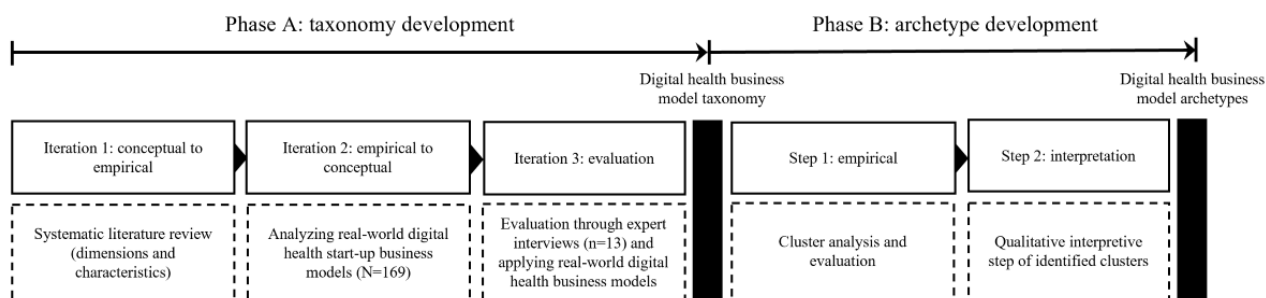 Phase A: taxonomy development
Phase B: archetype development
Digital health business
model taxonomy
Digital health business
model archetypes
Iteration 1: conceptual to
empirical
Iteration 2: empirical to
conceptual
Iteration 3: evaluation
Step 1: empirical
Step 2: interpretation
Systematic literature review
(dimensions and
characteristics)
Analyzing real-world digital
health start-up business
models (N=169)
Evaluation through expert
interviews (n=13) and
applying real-world digital
health business models
Cluster analysis and
evaluation
Qualitative interpretive
step of identified clusters